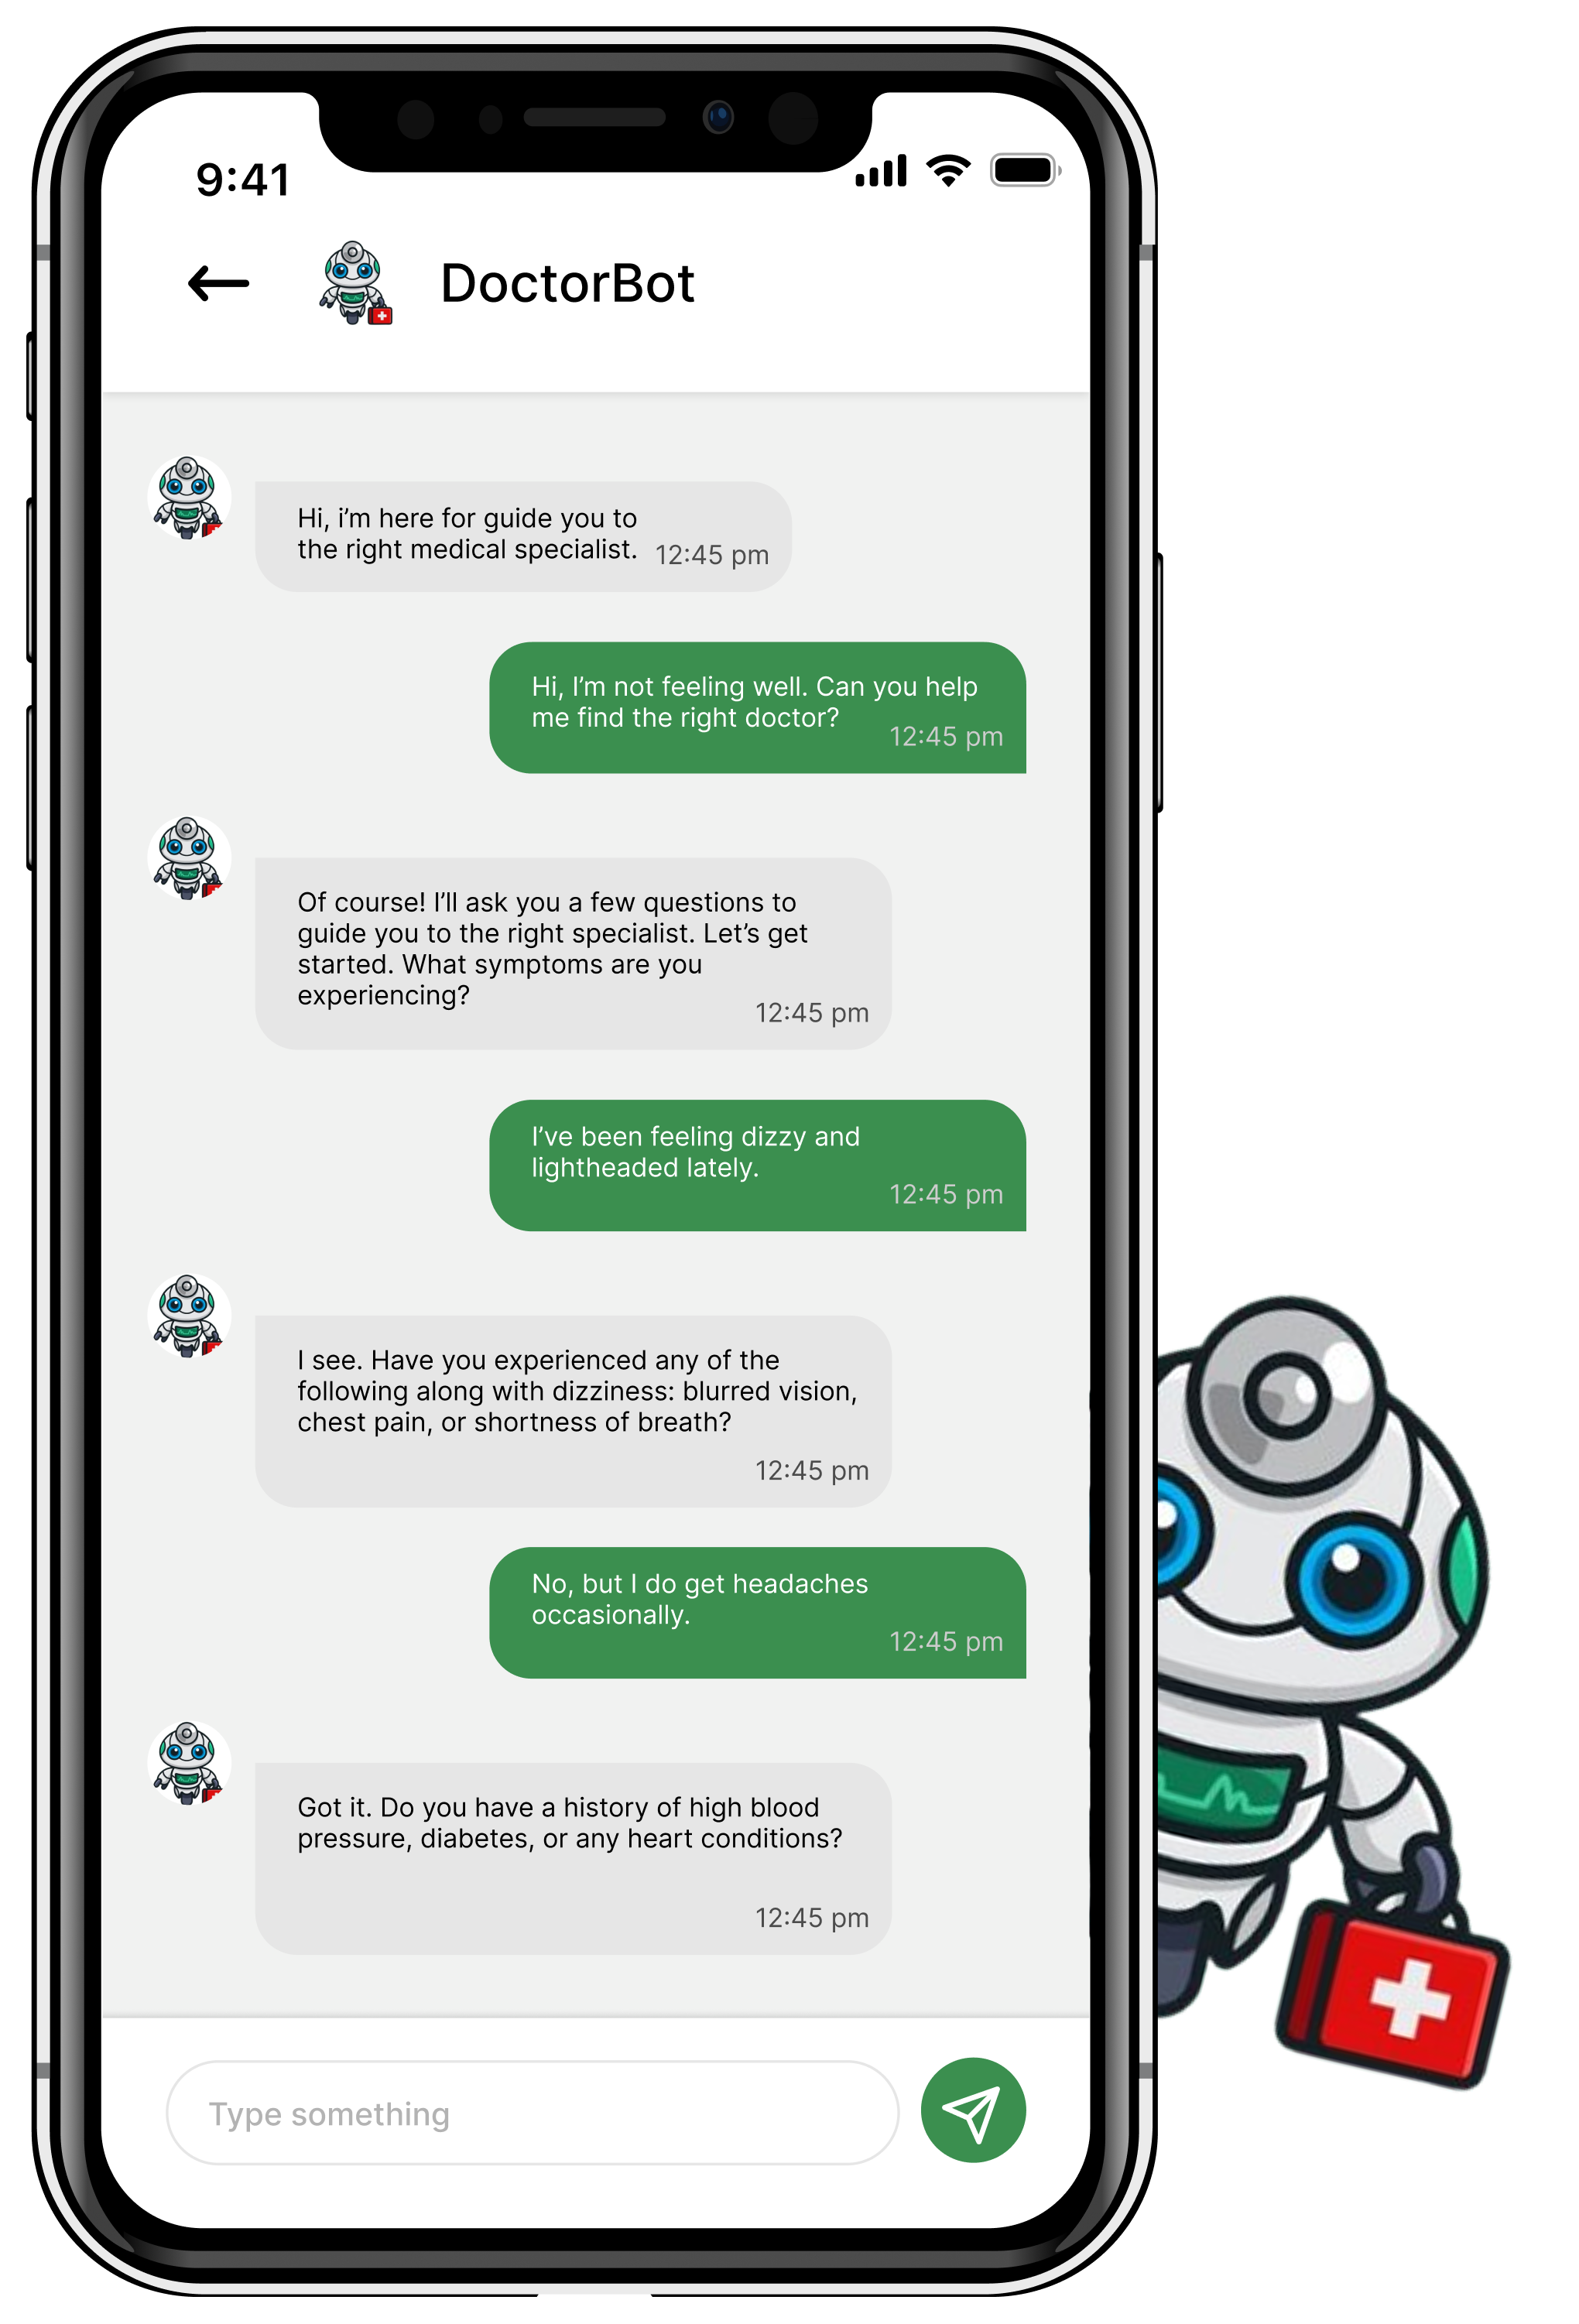 9:41
DoctorBot
Hi, i’m here for guide you to
the right medical specialist.
12:45 pm
Hi, I’m not feeling well. Can you help
me find the right doctor?
12:45 pm
Of course! I’ll ask you a few questions to
guide you to the right specialist. Let’s get
started. What symptoms are you
experiencing?
12:45 pm
I’ve been feeling dizzy and
lightheaded lately.
12:45 pm
I see. Have you experienced any of the
following along with dizziness: blurred vision,
chest pain, or shortness of breath?
12:45 pm
No, but I do get headaches
occasionally.
12:45 pm
Got it. Do you have a history of high blood
pressure, diabetes, or any heart conditions?
12:45 pm
Type something